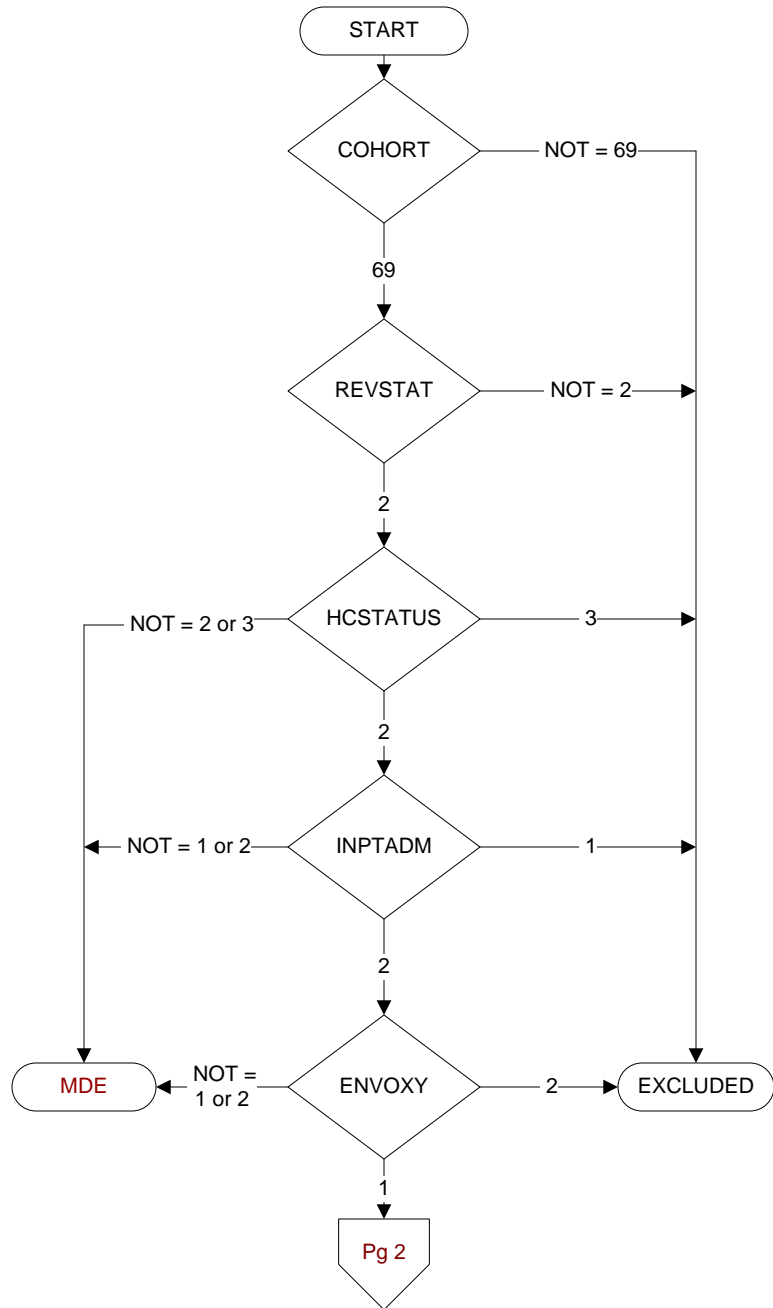 START
COHORT
NOT = 69
69
REVSTAT
NOT = 2
2
NOT = 2 or 3
HCSTATUS
3
2
NOT = 1 or 2
INPTADM
1
2
MDE
NOT =
1 or 2
ENVOXY
2
EXCLUDED
1
Pg 2